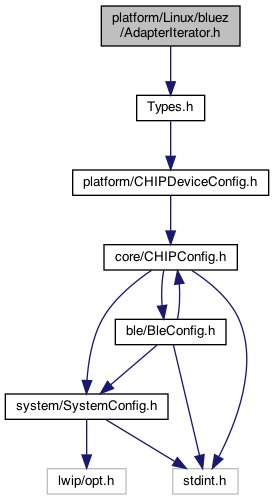 platform/Linux/bluez
/AdapterIterator.h
Types.h
platform/CHIPDeviceConfig.h
core/CHIPConfig.h
ble/BleConfig.h
system/SystemConfig.h
lwip/opt.h
stdint.h